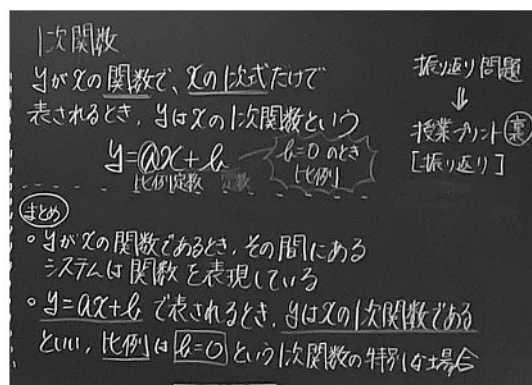 1次関数
yがxの関数で、xの1次式だけで
表されるとき、yはxの1次関数という
y=ax+b
比例定数 定数
b=0のとき
比例
振り返り問題
↓
授業プリント裏
[振り返り]
まとめ
○ yがxの関数であるとき、その間にある
システムは関数を表現している
○ y=ax+b で表されるとき、yはxの1次関数である
といい、比例はb=0という1次関数の特別な場合